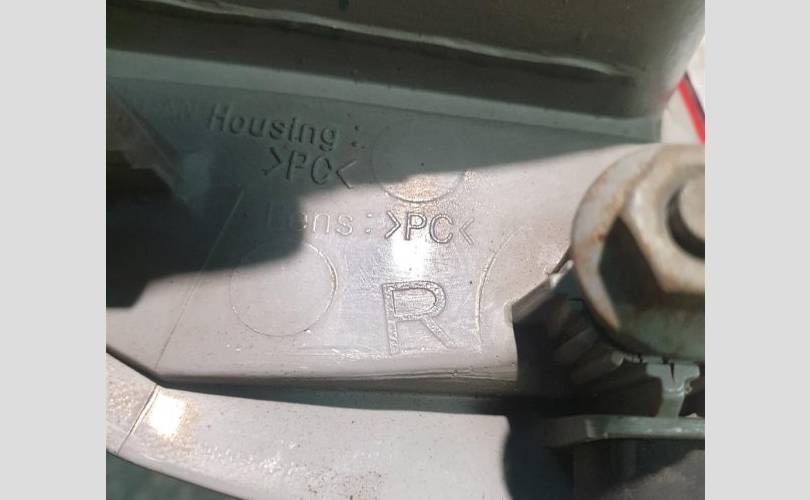 Housing:
>PC<
Lens: >PC<
R